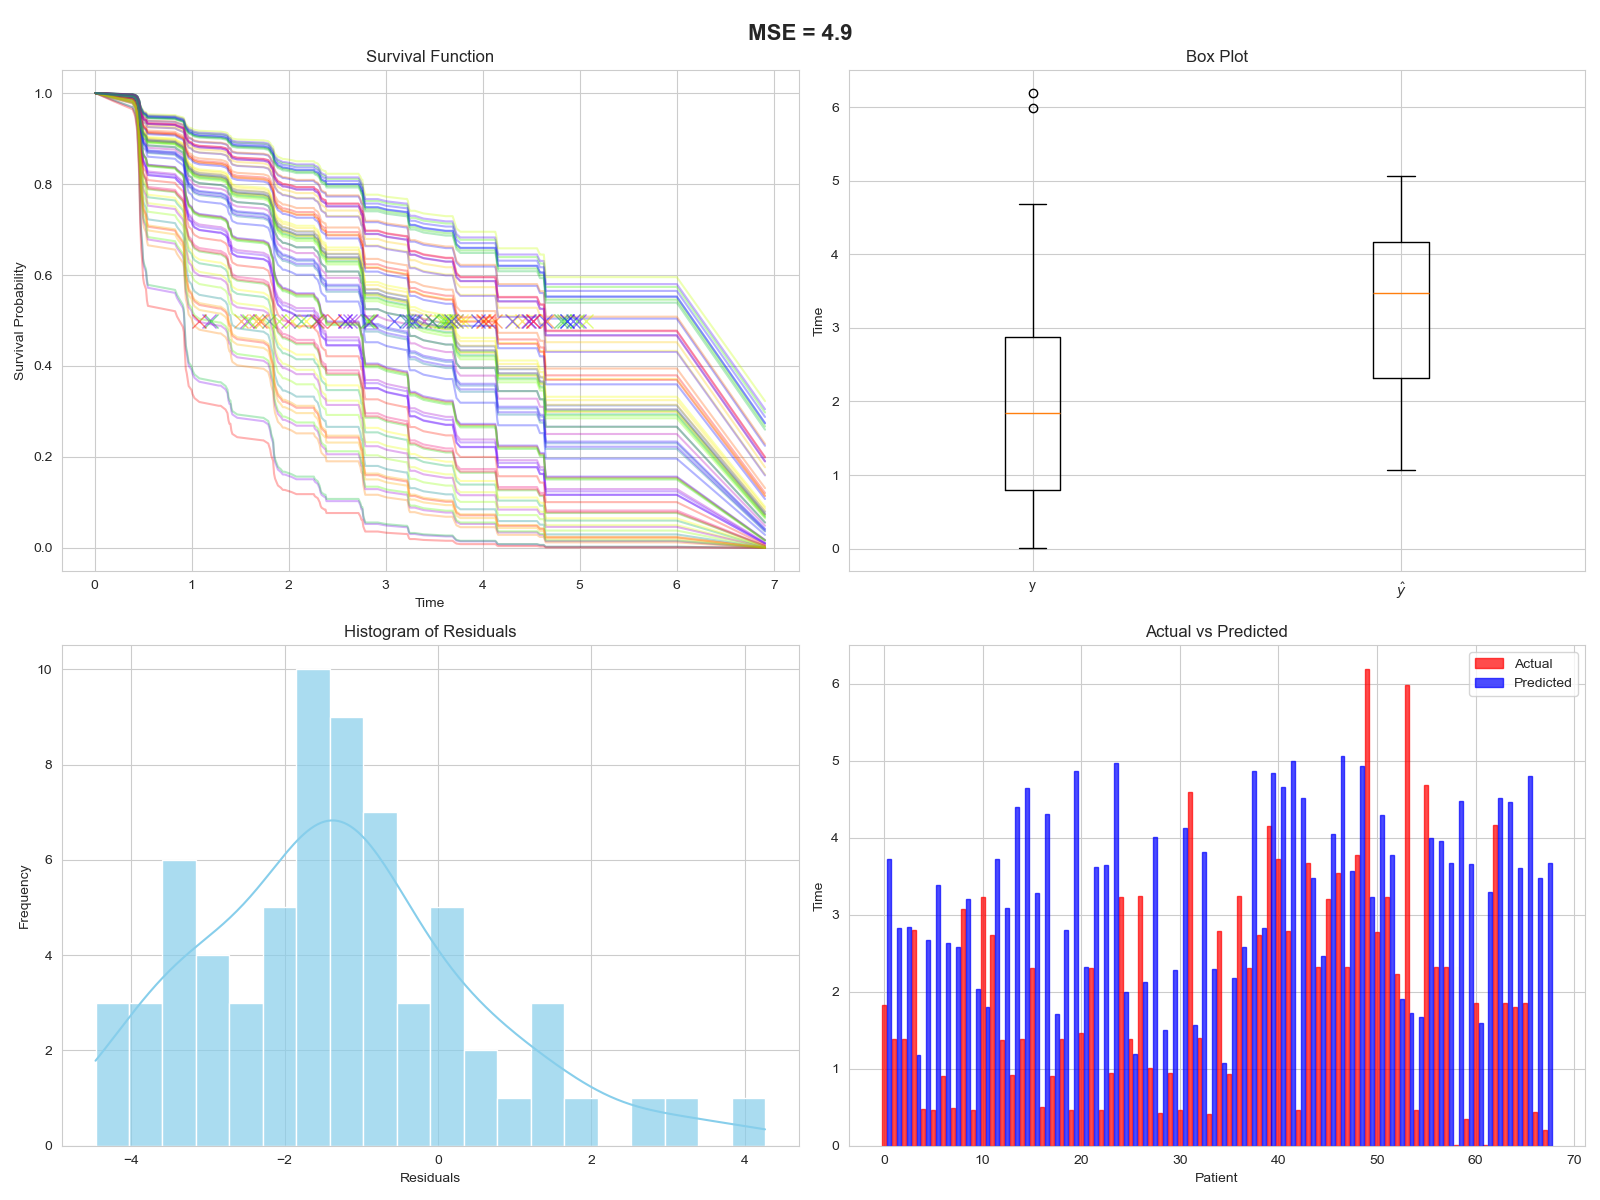 MSE = 4.9
Survival Function
Survival Probability
1.0
0.8
0.6
0.4
0.2
0.0
0 1 2 3 4 5 6 7
Time
Box Plot
Time
6
5
4
3
2
1
0
y ŷ
Histogram of Residuals
Frequency
10
8
6
4
2
0
−4 −2 0 2 4
Residuals
Actual vs Predicted
Actual
Predicted
Time
6
5
4
3
2
1
0
0 10 20 30 40 50 60 70
Patient